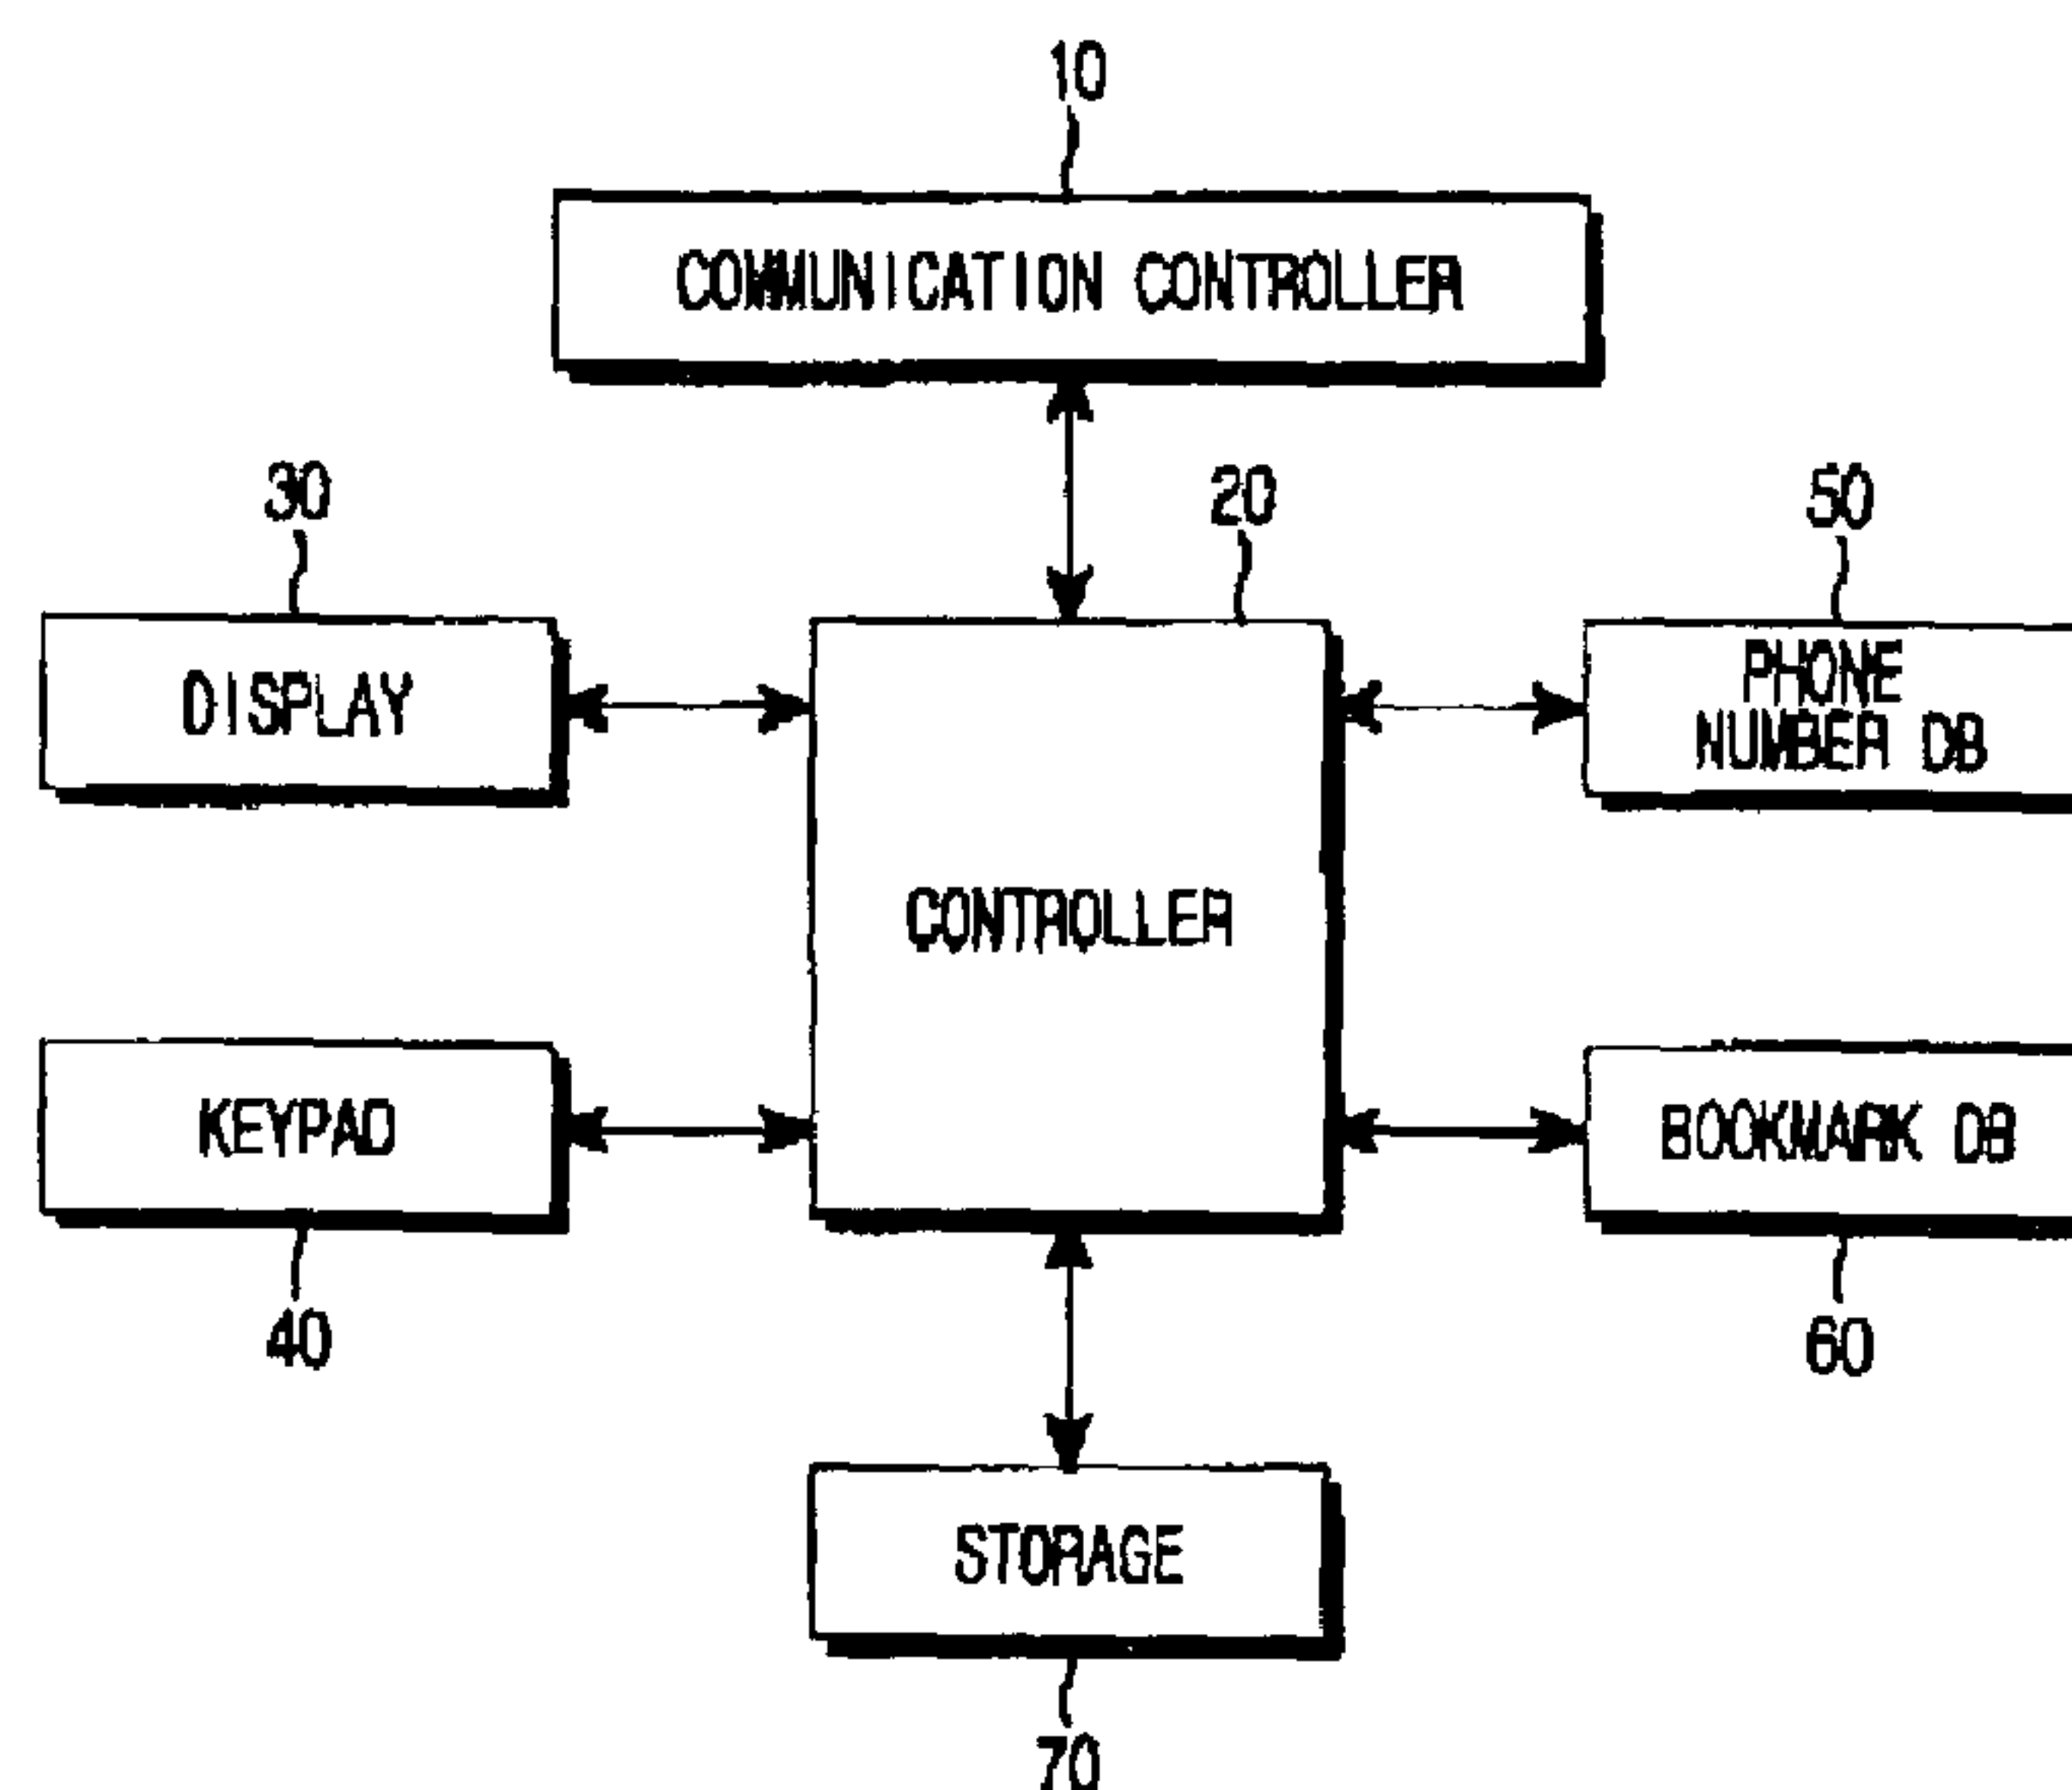 10
COMMUNICATION CONTROLLER
30
20
50
DISPLAY
PHONE
NUMBER DB
CONTROLLER
KEYPAD
BOOKMARK DB
40
60
STORAGE
70